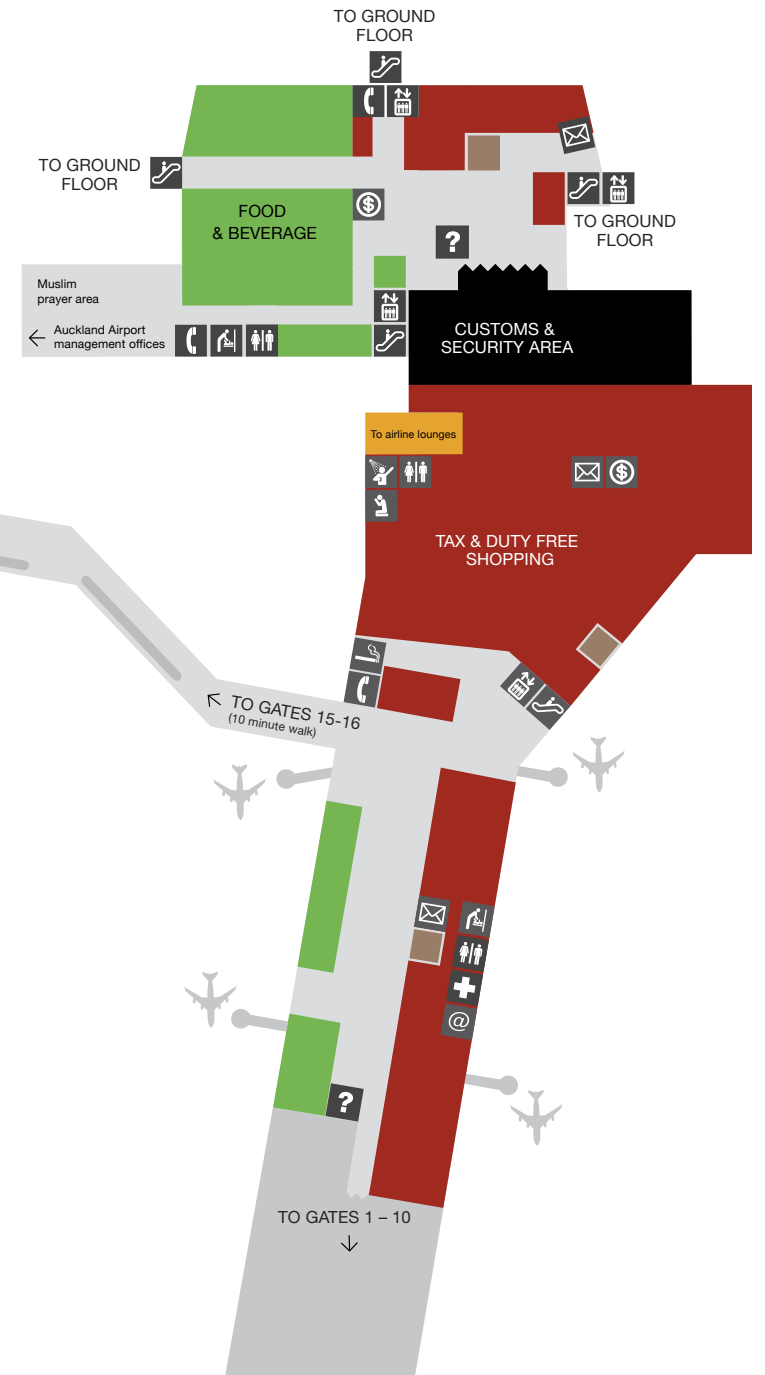 TO GROUND
FLOOR
TO GROUND
FLOOR
$
FOOD
& BEVERAGE
TO GROUND
FLOOR
?
Muslim
prayer area
Auckland Airport
management offices
CUSTOMS &
SECURITY AREA
To airline lounges
$
TAX & DUTY FREE
SHOPPING
TO GATES 15-16
(10 minute walk)
@
?
TO GATES 1 – 10